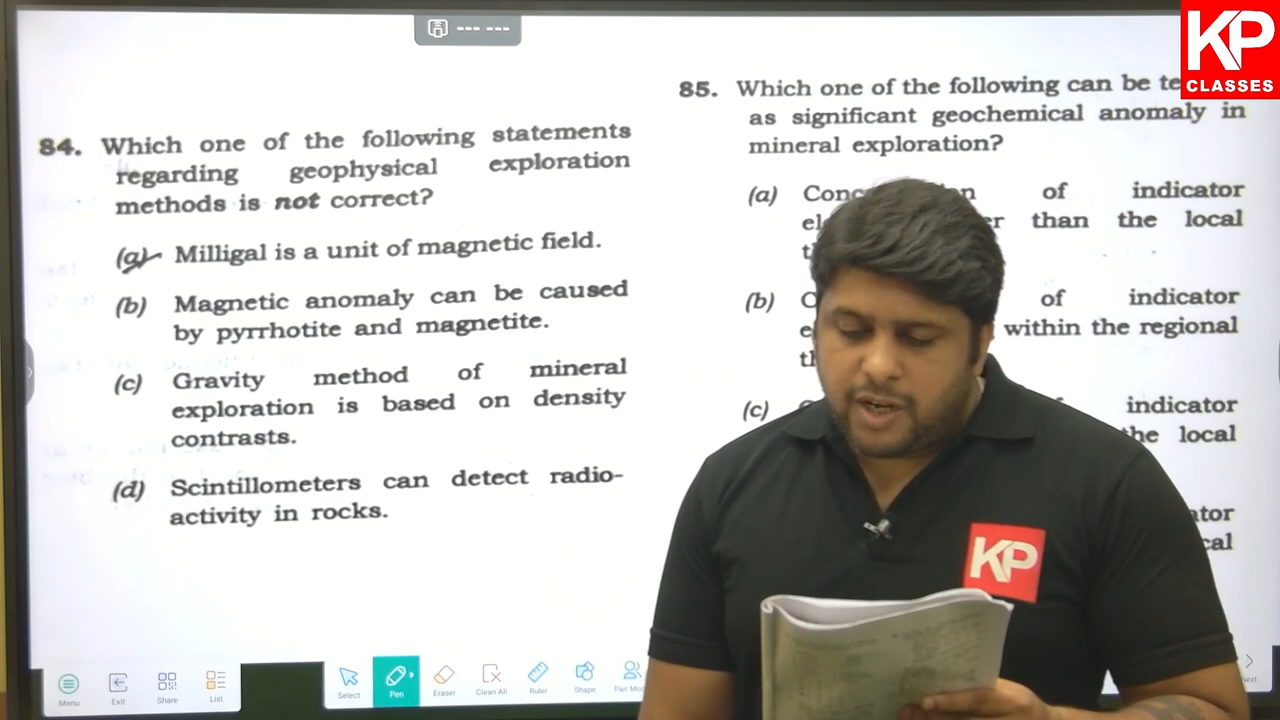 KP
CLASSES
84. Which one of the following statements
regarding geophysical exploration
methods is not correct?
(a) Milligal is a unit of magnetic field.
(b) Magnetic anomaly can be caused
by pyrrhotite and magnetite.
(c) Gravity method of mineral
exploration is based on density
contrasts.
(d) Scintillometers can detect radio-
activity in rocks.
85. Which one of the following can be
as significant geochemical anomaly in
mineral exploration?
(a) of indicator
than the local
(b) of indicator
within the regional
(c) indicator
local
KP
Menu
Exit
Share
List
Select
Pen
Eraser
Clean All
Ruler
Shape
Pair